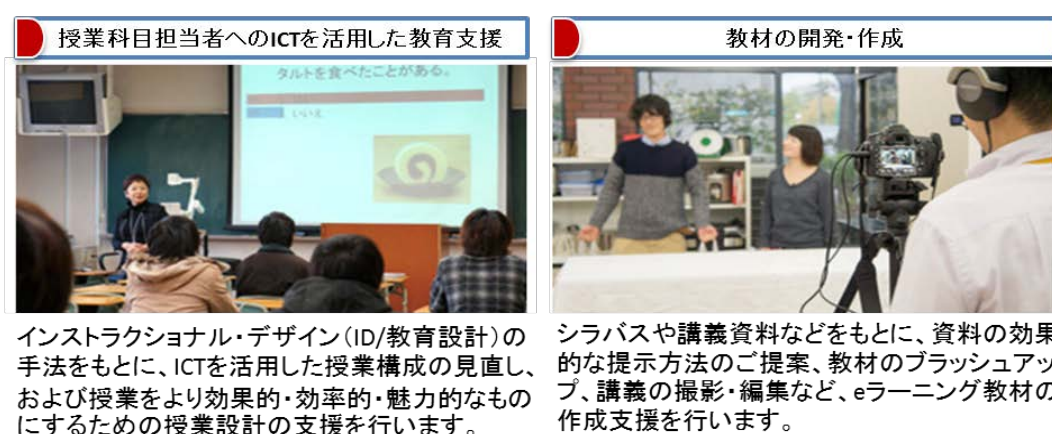 授業科目担当者へのICTを活用した教育支援
タルトを食べたことがある。
いいえ
インストラクショナル・デザイン(ID/教育設計)の
手法をもとに、ICTを活用した授業構成の見直し、
および授業をより効果的・効率的・魅力的なもの
にするための授業設計の支援を行います。
教材の開発・作成
シラバスや講義資料などをもとに、資料の効果
的な提示方法のご提案、教材のブラッシュアッ
プ、講義の撮影・編集など、eラーニング教材の
作成支援を行います。